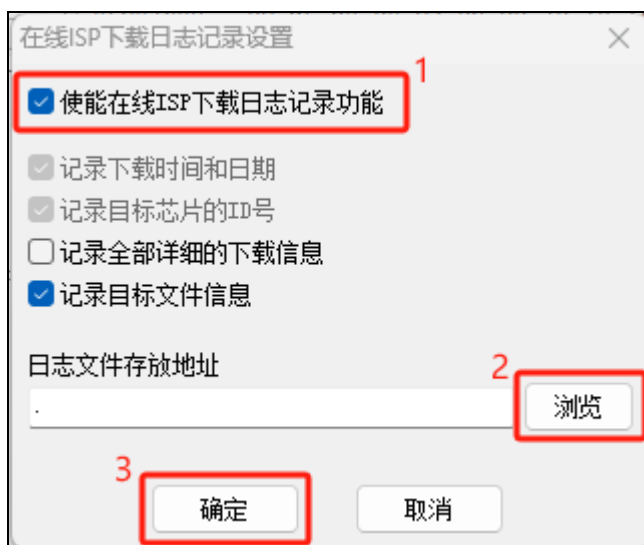 在线ISP下载日志记录设置
1
使能在线ISP下载日志记录功能
记录下载时间和日期
记录目标芯片的ID号
记录全部详细的下载信息
记录目标文件信息
日志文件存放地址
2
.
浏览
3
确定
取消